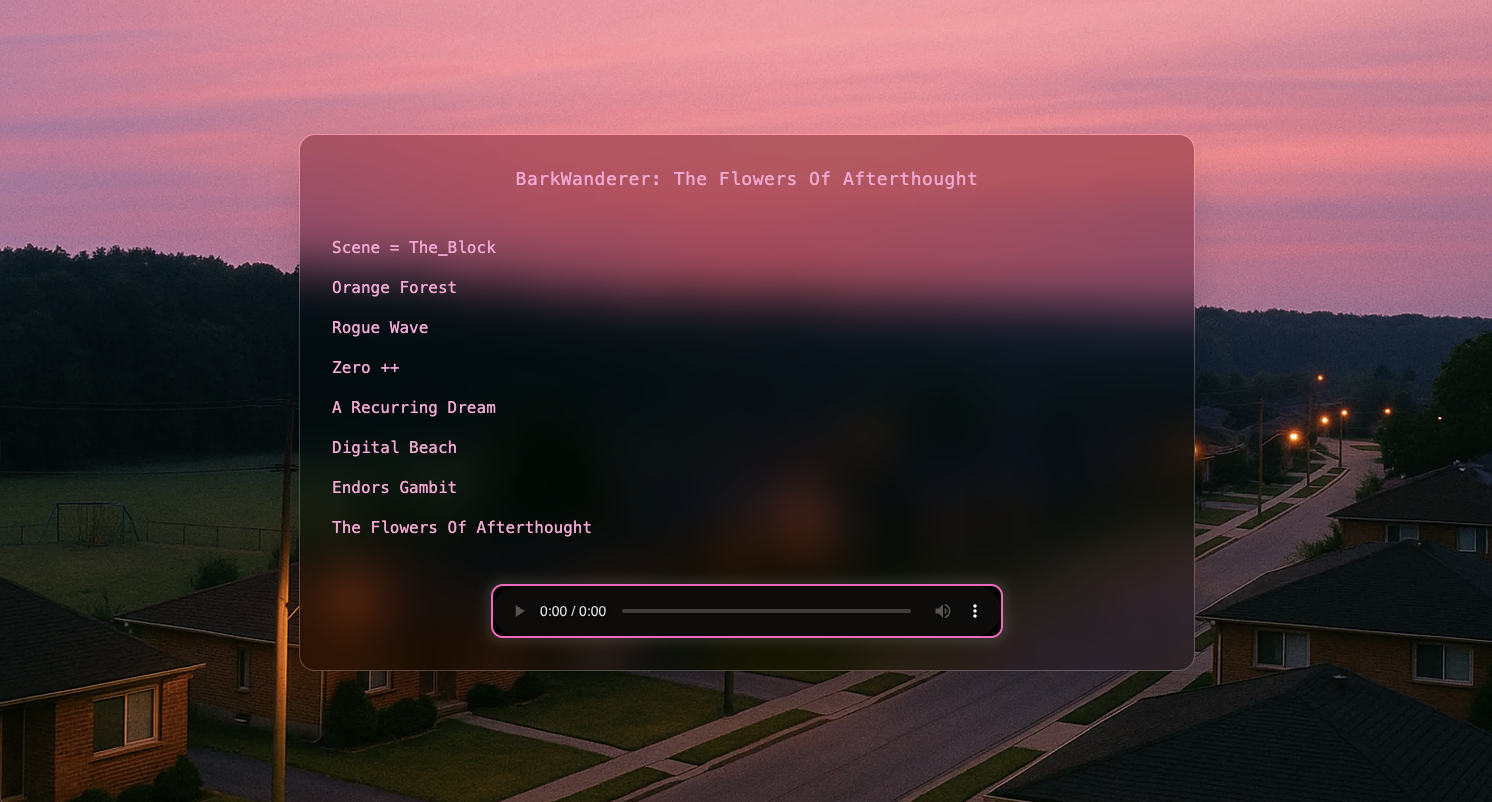 BarkWanderer: The Flowers Of Afterthought
Scene = The_Block
Orange Forest
Rogue Wave
Zero ++
A Recurring Dream
Digital Beach
Endors Gambit
The Flowers Of Afterthought
0:00 / 0:00